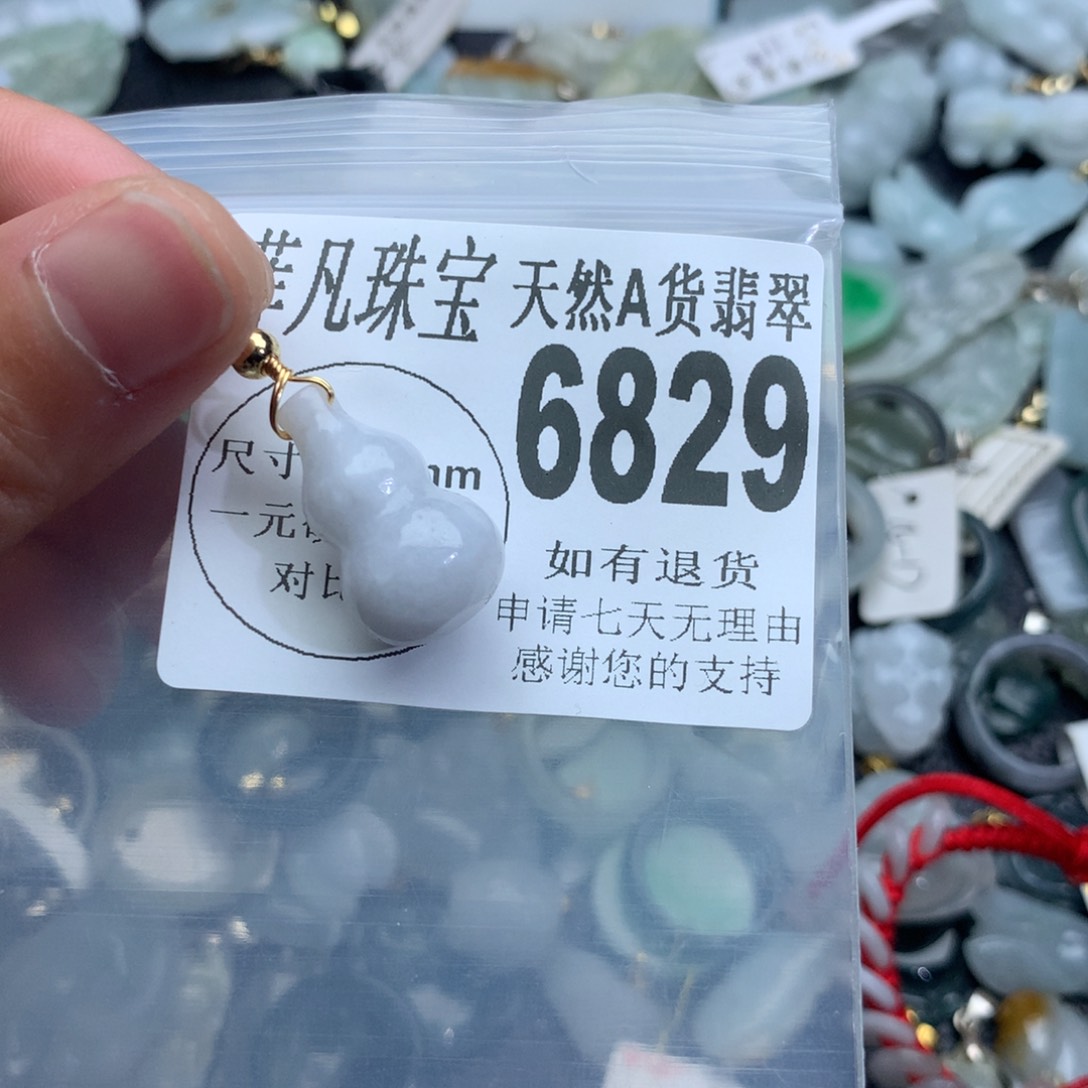 凡珠宝 天然A货翡翠
6829
尺寸 mm
一元
对比
如有退货
申请七天无理由
感谢您的支持